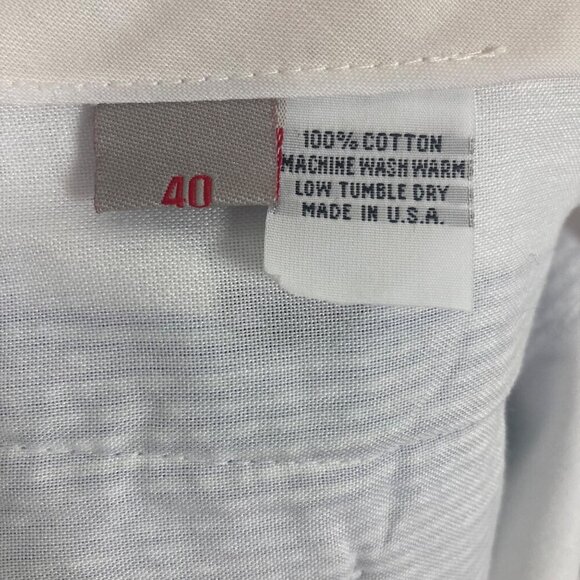 40
100% COTTON
MACHINE WASH WARM
LOW TUMBLE DRY
MADE IN U.S.A.